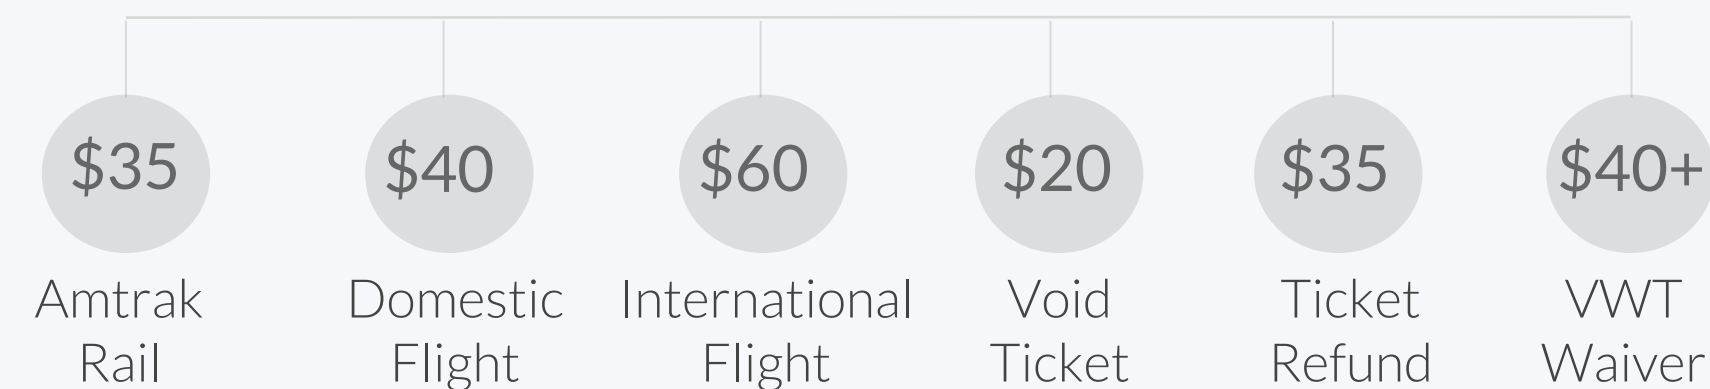 $35 $40 $60 $20 $35 $40+
Amtrak Domestic International Void Ticket VWT
Rail Flight Flight Ticket Refund Waiver